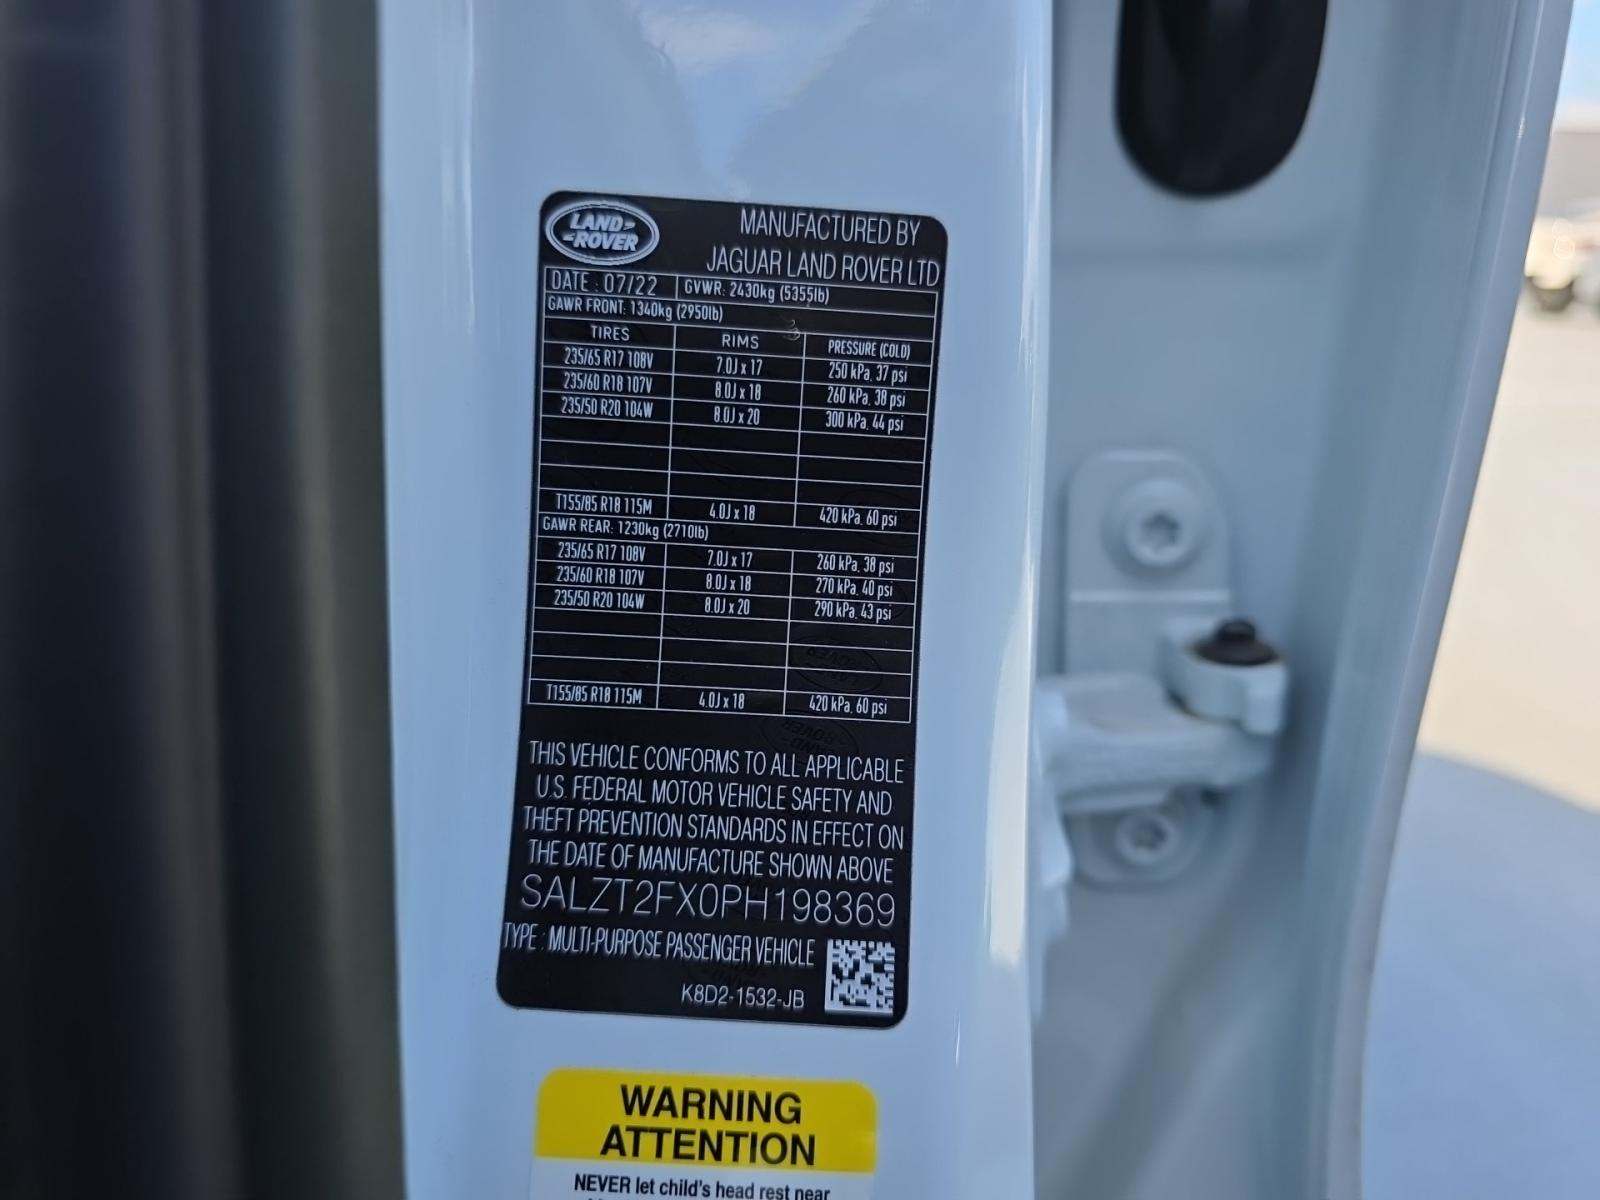 LAND-
-ROVER
MANUFACTURED BY
JAGUAR LAND ROVER LTD
DATE : 07/22 GVWR: 2430kg (5355lb)
GAWR FRONT: 1340kg (2950lb)
TIRES RIMS PRESSURE (COLD)
235/65 R17 108V 7.0J x 17 250 kPa, 37 psi
235/60 R18 107V 8.0J x 18 260 kPa, 38 psi
235/50 R20 104W 8.0J x 20 300 kPa, 44 psi
T155/85 R18 115M 4.0J x 18 420 kPa, 60 psi
GAWR REAR: 1230kg (2710lb)
235/65 R17 108V 7.0J x 17 260 kPa, 38 psi
235/60 R18 107V 8.0J x 18 270 kPa, 40 psi
235/50 R20 104W 8.0J x 20 290 kPa, 43 psi
T155/85 R18 115M 4.0J x 18 420 kPa, 60 psi
THIS VEHICLE CONFORMS TO ALL APPLICABLE
U.S. FEDERAL MOTOR VEHICLE SAFETY AND
THEFT PREVENTION STANDARDS IN EFFECT ON
THE DATE OF MANUFACTURE SHOWN ABOVE
SALZT2FX0PH198369
TYPE : MULTI-PURPOSE PASSENGER VEHICLE
K8D2-1532-JB
WARNING
ATTENTION
NEVER let child's head rest near